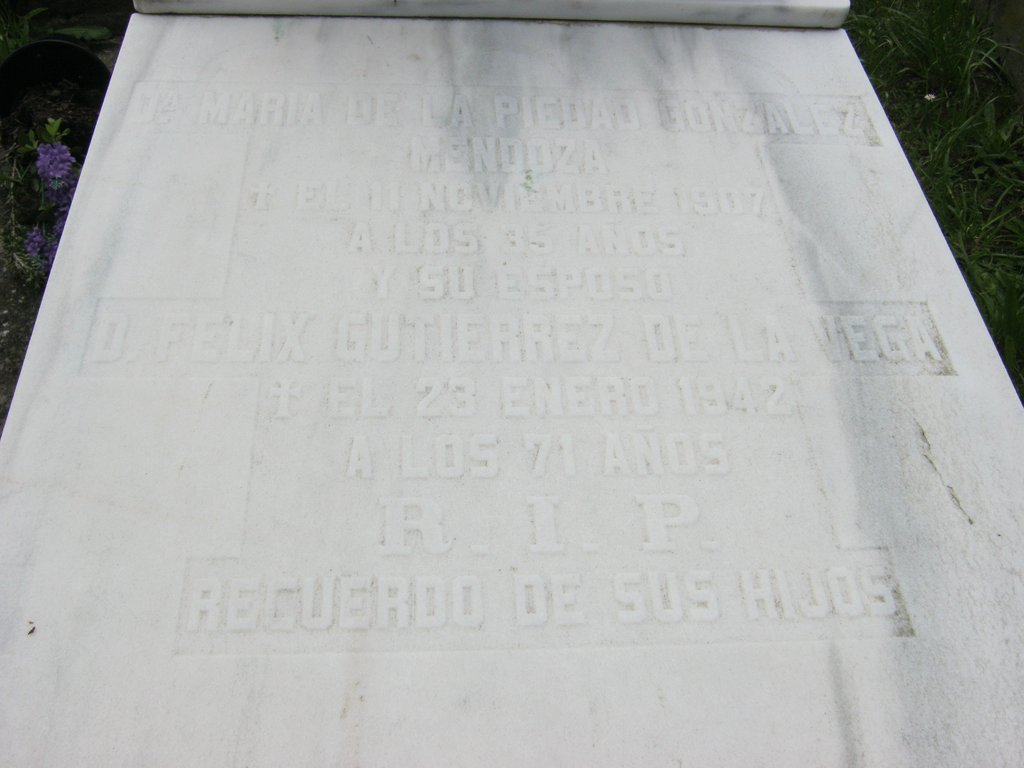 Dª MARIA DE LA PIEDAD GONZALEZ
MENDOZA
✝ EL 11 NOVIEMBRE 1907
A LOS 35 AÑOS
Y SU ESPOSO
D. FELIX GUTIERREZ DE LA VEGA
✝ EL 23 ENERO 1942
A LOS 71 AÑOS
R. I. P.
RECUERDO DE SUS HIJOS